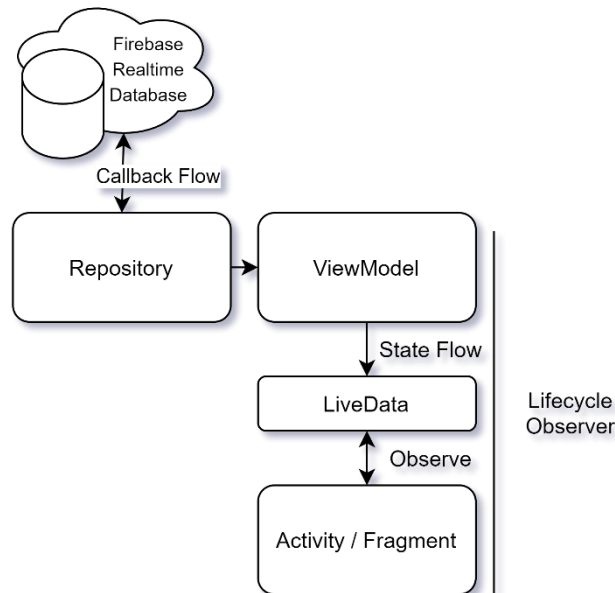 Firebase
Realtime
Database
Callback Flow
Repository
ViewModel
State Flow
LiveData
Lifecycle
Observer
Observe
Activity / Fragment